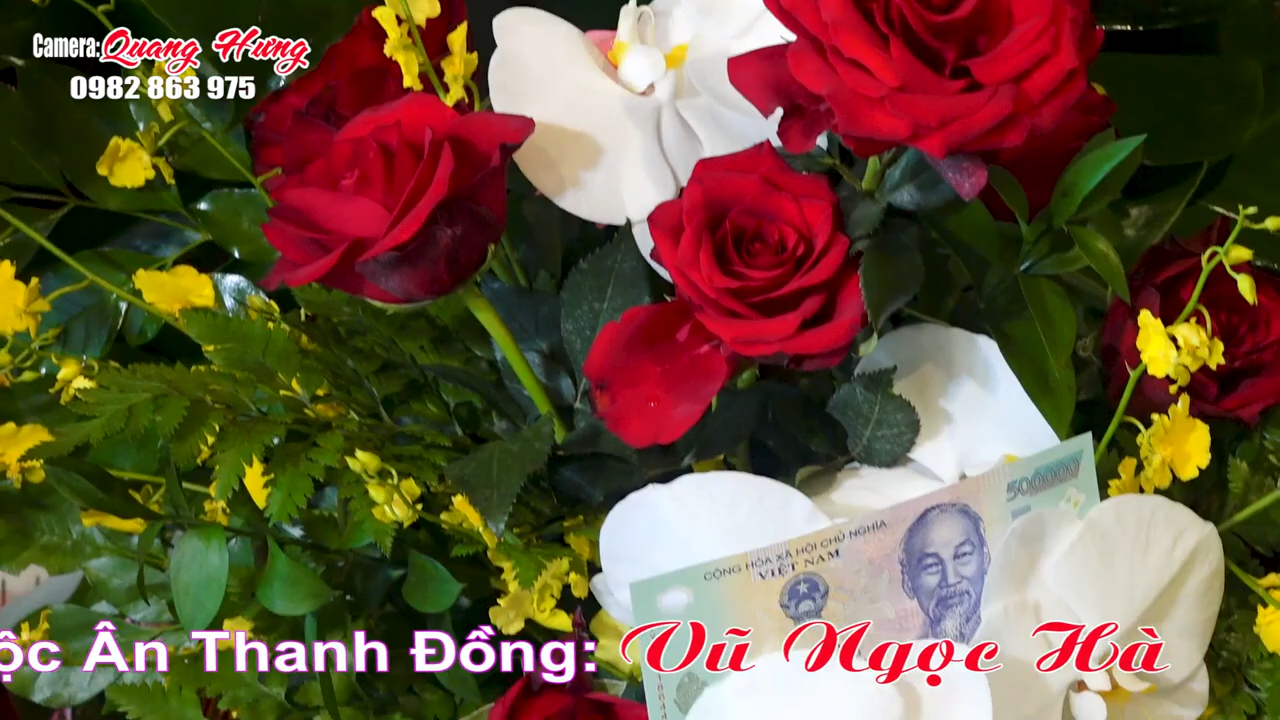 Camera: Quang Hưng
0982 863 975
500000
CỘNG HÒA XÃ HỘI CHỦ NGHĨA
VIỆT NAM
ộc Ân Thanh Đồng: Vũ Ngọc Hà